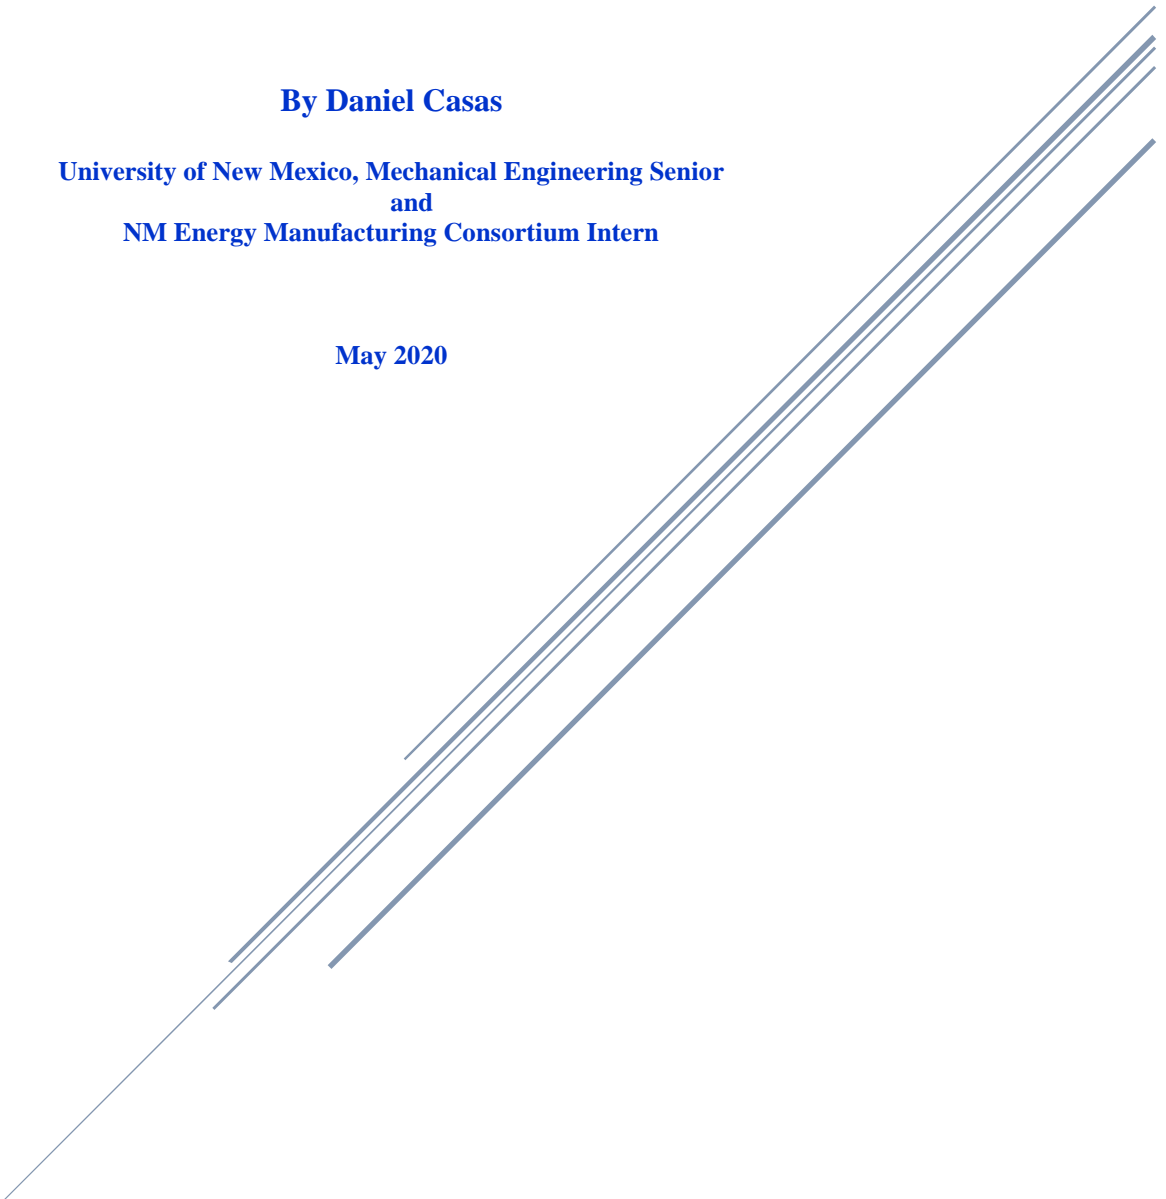 By Daniel Casas
University of New Mexico, Mechanical Engineering Senior
and
NM Energy Manufacturing Consortium Intern
May 2020